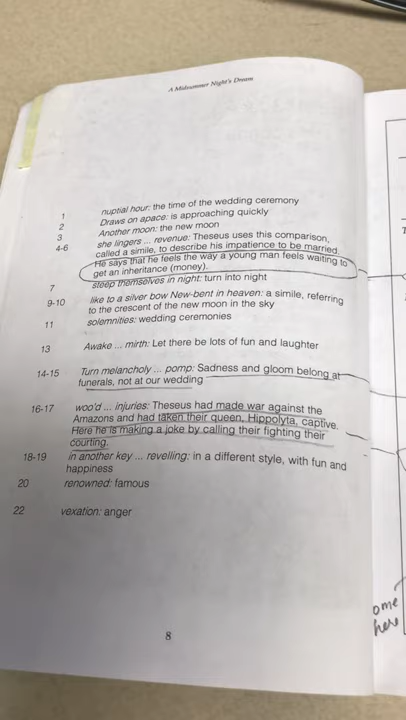 A Midsummer Night's Dream
1 nuptial hour: the time of the wedding ceremony
2 Draws on apace: is approaching quickly
3 Another moon: the new moon
4-6 she lingers ... revenue: Theseus uses this comparison,
called a simile, to describe his impatience to be married.
He says that he feels the way a young man feels waiting to
get an inheritance (money).
7 steep themselves in night: turn into night
9-10 like to a silver bow New-bent in heaven: a simile, referring
to the crescent of the new moon in the sky
11 solemnities: wedding ceremonies
13 Awake ... mirth: Let there be lots of fun and laughter
14-15 Turn melancholy ... pomp: Sadness and gloom belong at
funerals, not at our wedding
16-17 woo'd ... injuries: Theseus had made war against the
Amazons and had taken their queen, Hippolyta, captive.
Here he is making a joke by calling their fighting their
courting.
18-19 in another key ... revelling: in a different style, with fun and
happiness
20 renowned: famous
22 vexation: anger
8
ome
here